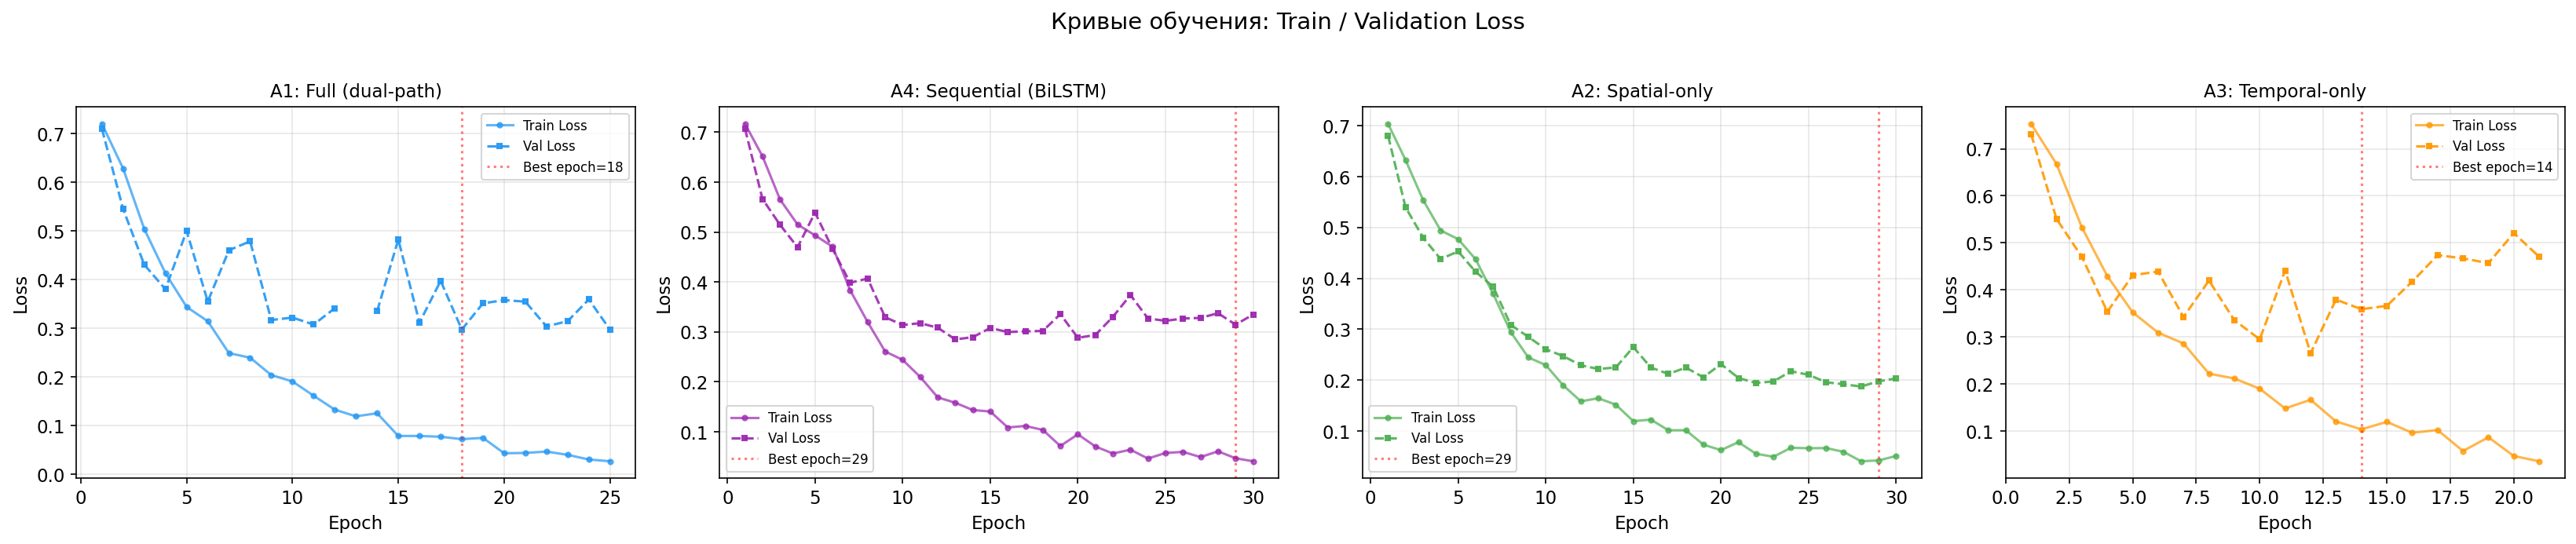 Кривые обучения: Train / Validation Loss
A1: Full (dual-path)
Loss
0.7
0.6
0.5
0.4
0.3
0.2
0.1
0.0
Train Loss
Val Loss
Best epoch=18
0 5 10 15 20 25
Epoch
A4: Sequential (BiLSTM)
Loss
0.7
0.6
0.5
0.4
0.3
0.2
0.1
Train Loss
Val Loss
Best epoch=29
0 5 10 15 20 25 30
Epoch
A2: Spatial-only
Loss
0.7
0.6
0.5
0.4
0.3
0.2
0.1
Train Loss
Val Loss
Best epoch=29
0 5 10 15 20 25 30
Epoch
A3: Temporal-only
Loss
0.7
0.6
0.5
0.4
0.3
0.2
0.1
Train Loss
Val Loss
Best epoch=14
0.0 2.5 5.0 7.5 10.0 12.5 15.0 17.5 20.0
Epoch